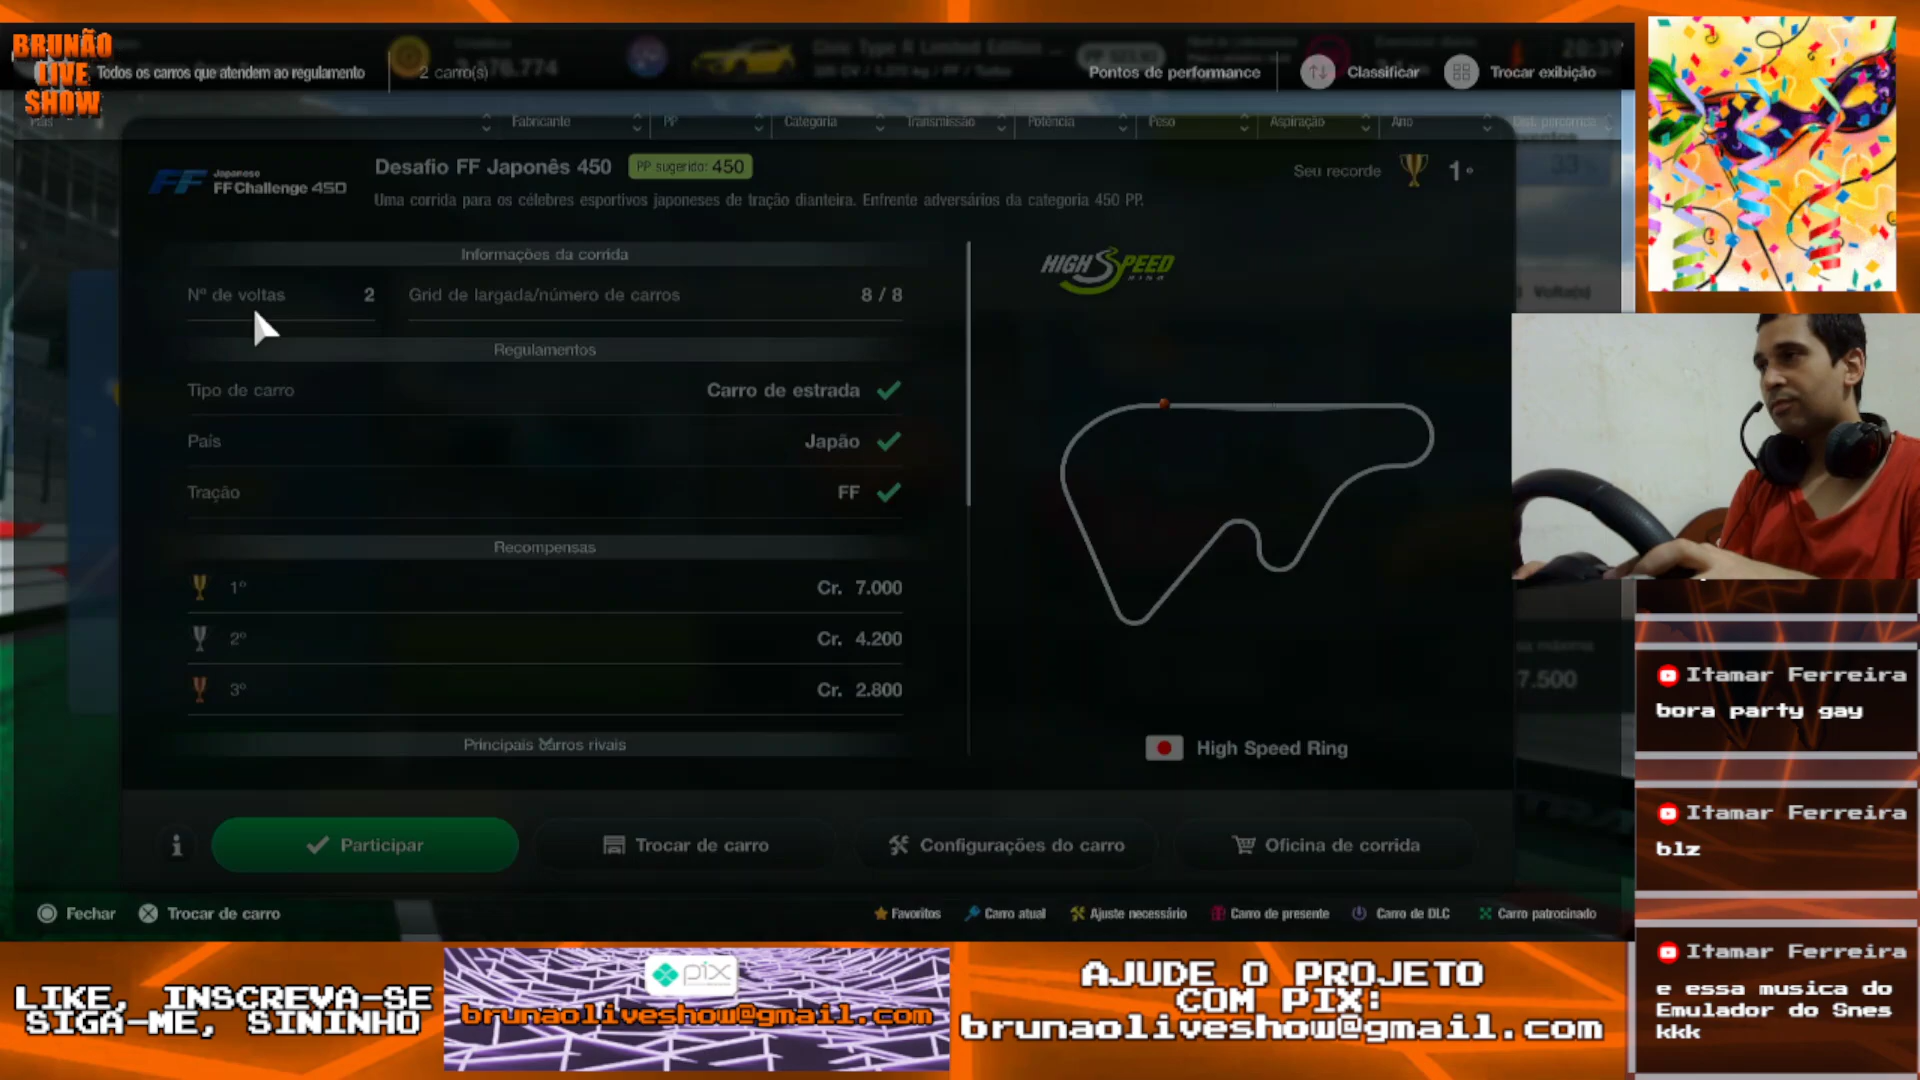 BRUNÃO
LIVE
SHOW
Todos os carros que atendem ao regulamento
2 carro(s)
Pontos de performance
Classificar
Trocar exibição
País
Fabricante
PP
Categoria
Transmissão
Potência
Peso
Aspiração
Ano
Japanese
FF Challenge 450
Desafio FF Japonês 450
PP sugerido: 450
Seu recorde
1º
Uma corrida para os célebres esportivos japoneses de tração dianteira. Enfrente adversários da categoria 450 PP.
Informações da corrida
Nº de voltas 2
Grid de largada/número de carros 8 / 8
Regulamentos
Tipo de carro Carro de estrada
País Japão
Tração FF
Recompensas
1º Cr. 7.000
2º Cr. 4.200
3º Cr. 2.800
Principais carros rivais
HIGH SPEED
RING
High Speed Ring
7.500
Participar
Trocar de carro
Configurações do carro
Oficina de corrida
Fechar
Trocar de carro
Favoritos
Carro atual
Ajuste necessário
Carro de presente
Carro de DLC
Carro patrocinado
Itamar Ferreira
bora party gay
Itamar Ferreira
blz
Itamar Ferreira
e essa musica do
Emulador do Snes
kkk
LIKE, INSCREVA-SE
SIGA-ME, SININHO
pix
brunaoliveshow@gmail.com
AJUDE O PROJETO
COM PIX:
brunaoliveshow@gmail.com